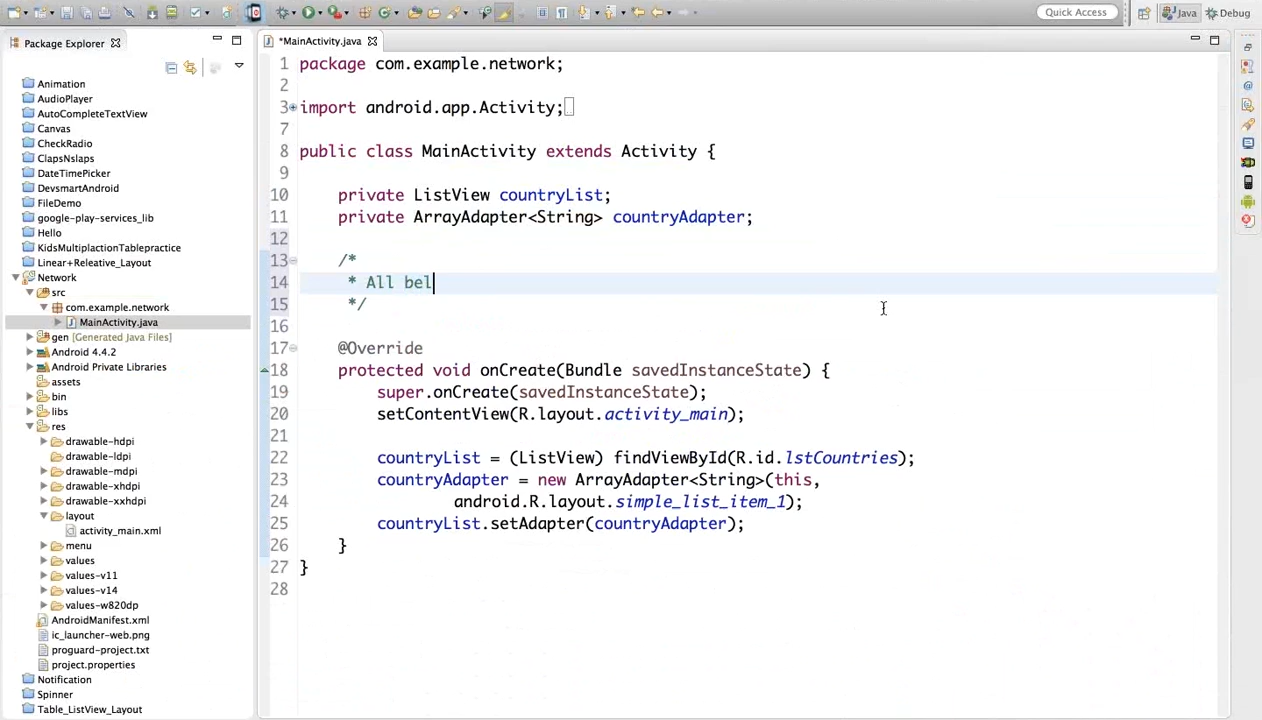 Quick Access
Java
Debug
Package Explorer
*MainActivity.java
Animation
AudioPlayer
AutoCompleteTextView
Canvas
CheckRadio
ClapsNslaps
DateTimePicker
DevsmartAndroid
FileDemo
google-play-services_lib
Hello
KidsMultiplactionTablepractice
Linear+Releative_Layout
Network
src
com.example.network
MainActivity.java
gen [Generated Java Files]
Android 4.4.2
Android Private Libraries
assets
bin
libs
res
drawable-hdpi
drawable-ldpi
drawable-mdpi
drawable-xhdpi
drawable-xxhdpi
layout
activity_main.xml
menu
values
values-v11
values-v14
values-w820dp
AndroidManifest.xml
ic_launcher-web.png
proguard-project.txt
project.properties
Notification
Spinner
Table_ListView_Layout
1 package com.example.network;
2
3 import android.app.Activity;
7
8 public class MainActivity extends Activity {
9
10 private ListView countryList;
11 private ArrayAdapter<String> countryAdapter;
12
13 /*
14 * All bel
15 */
16
17 @Override
18 protected void onCreate(Bundle savedInstanceState) {
19 super.onCreate(savedInstanceState);
20 setContentView(R.layout.activity_main);
21
22 countryList = (ListView) findViewById(R.id.lstCountries);
23 countryAdapter = new ArrayAdapter<String>(this,
24 android.R.layout.simple_list_item_1);
25 countryList.setAdapter(countryAdapter);
26 }
27 }
28